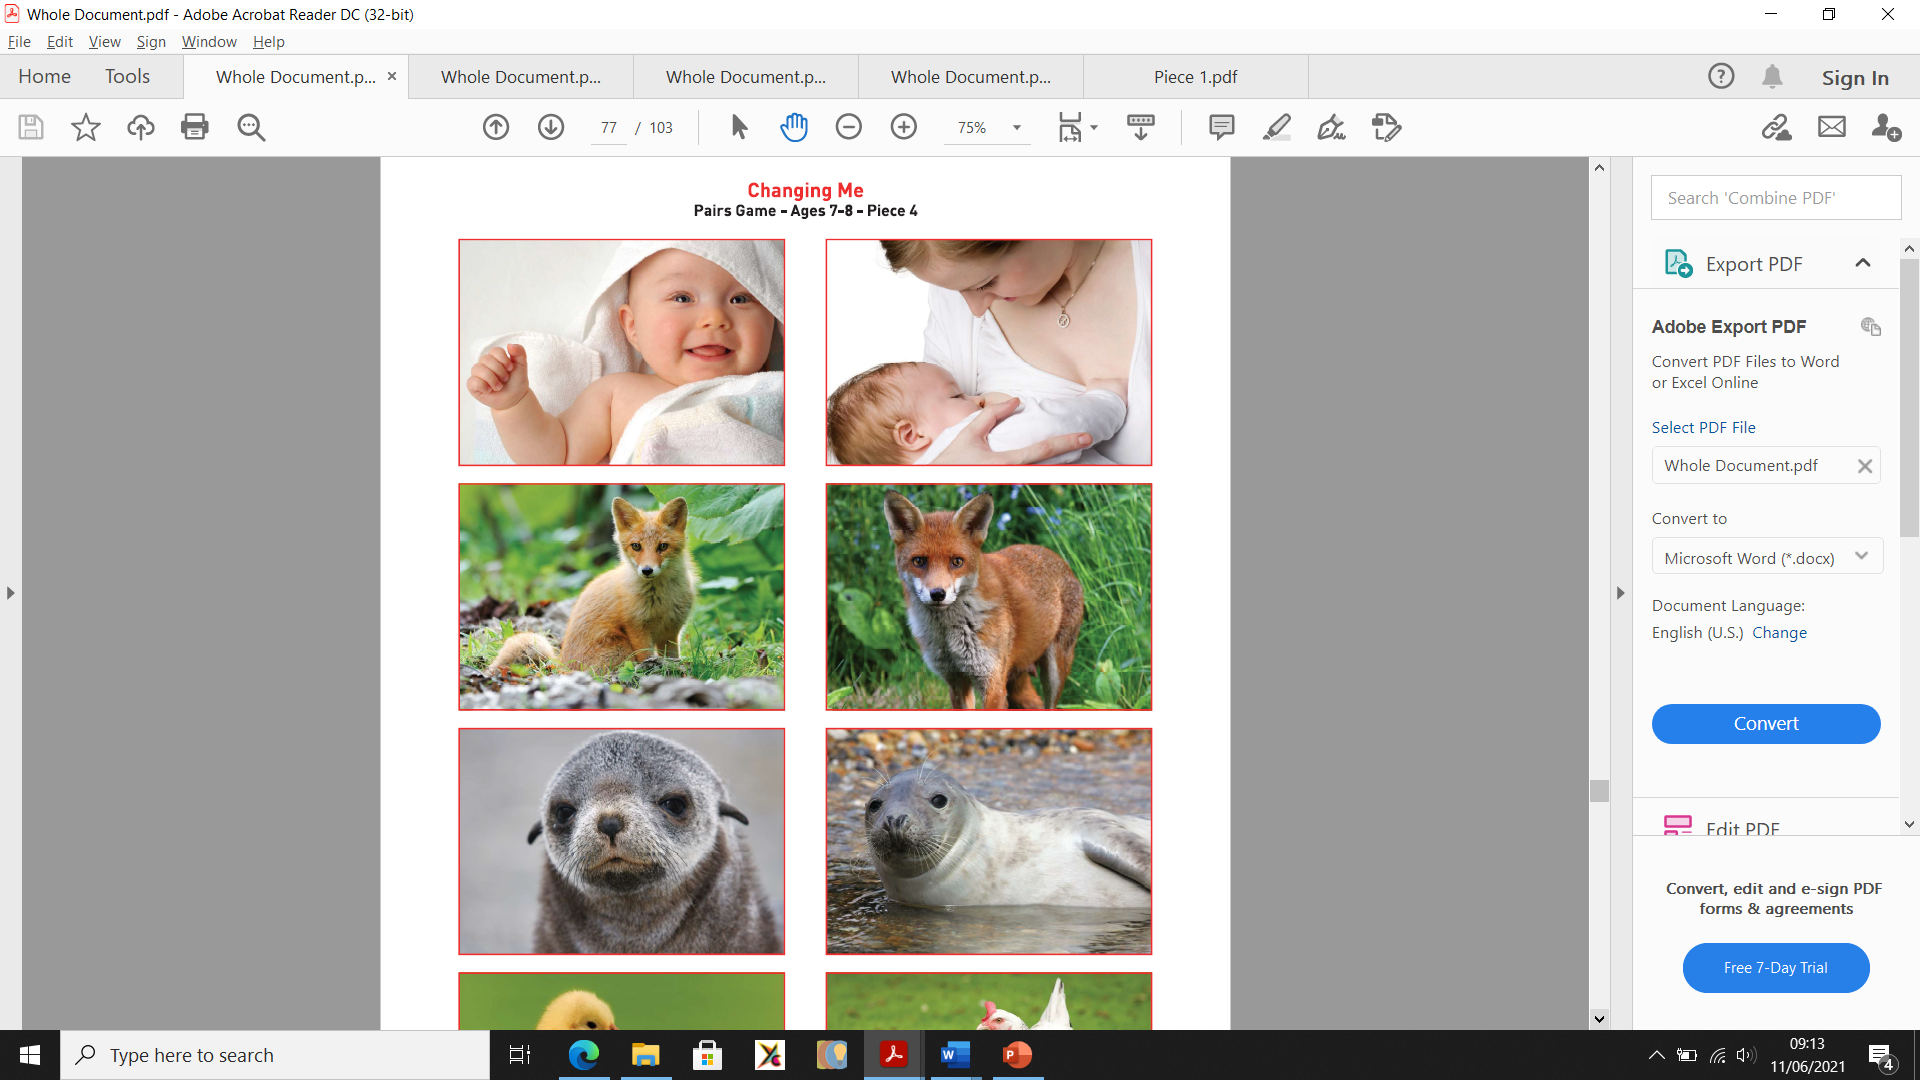 Whole Document.pdf - Adobe Acrobat Reader DC (32-bit)
File Edit View Sign Window Help
Home Tools Whole Document.p... Whole Document.p... Whole Document.p... Whole Document.p... Piece 1.pdf Sign In
77 / 103 75%
Changing Me
Pairs Game - Ages 7-8 - Piece 4
Search 'Combine PDF'
Export PDF
Adobe Export PDF
Convert PDF Files to Word
or Excel Online
Select PDF File
Whole Document.pdf
Convert to
Microsoft Word (*.docx)
Document Language:
English (U.S.) Change
Convert
Edit PDF
Convert, edit and e-sign PDF
forms & agreements
Free 7-Day Trial
Type here to search
09:13
11/06/2021
4